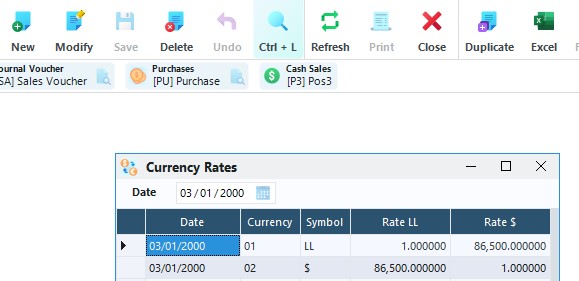 New Modify Save Delete Undo Ctrl + L Refresh Print Close Duplicate Excel
ournal Voucher Purchases Cash Sales
SA] Sales Voucher [PU] Purchase [P3] Pos3
Currency Rates
Date 03/01/2000
Date Currency Symbol Rate LL Rate $
03/01/2000 01 LL 1.000000 86,500.000000
03/01/2000 02 $ 86,500.000000 1.000000